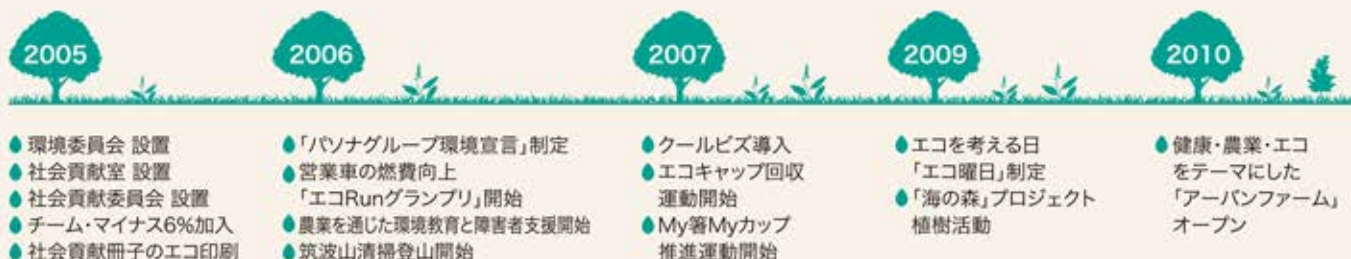 2005
環境委員会 設置
社会貢献室 設置
社会貢献委員会 設置
チーム・マイナス6%加入
社会貢献冊子のエコ印刷
2006
「パソナグループ環境宣言」制定
営業車の燃費向上
「エコRunグランプリ」開始
農業を通じた環境教育と障害者支援開始
筑波山清掃登山開始
2007
クールビズ導入
エコキャップ回収
運動開始
My箸Myカップ
推進運動開始
2009
エコを考える日
「エコ曜日」制定
「海の森」プロジェクト
植樹活動
2010
健康・農業・エコ
をテーマにした
「アーバンファーム」
オープン